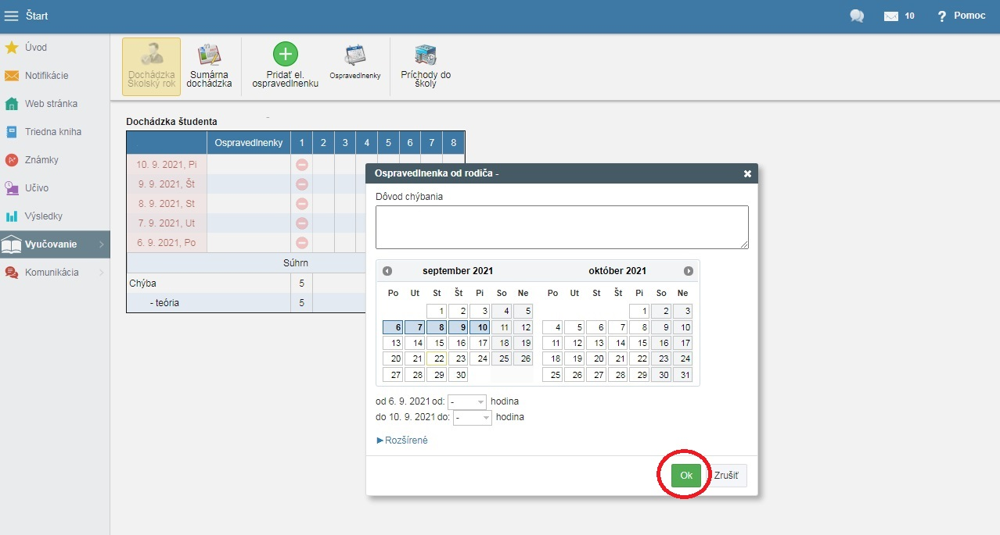 Štart
10
? Pomoc
Úvod
Notifikácie
Web stránka
Triedna kniha
Známky
Učivo
Výsledky
Vyučovanie
Komunikácia
Dochádzka Školský rok
Sumárna dochádzka
Pridať el. ospravedlnenku
Ospravedlnenky
Príchody do školy
Dochádzka študenta
Ospravedlnenky 1 2 3 4 5 6 7 8
10. 9. 2021, Pi
9. 9. 2021, Št
8. 9. 2021, St
7. 9. 2021, Ut
6. 9. 2021, Po
Súhrn
Chýba 5
- teória 5
Ospravedlnenka od rodiča -
Dôvod chýbania
september 2021
Po Ut St Št Pi So Ne
1 2 3 4 5
6 7 8 9 10 11 12
13 14 15 16 17 18 19
20 21 22 23 24 25 26
27 28 29 30
október 2021
Po Ut St Št Pi So Ne
1 2 3
4 5 6 7 8 9 10
11 12 13 14 15 16 17
18 19 20 21 22 23 24
25 26 27 28 29 30 31
od 6. 9. 2021 od: - hodina
do 10. 9. 2021 do: - hodina
Rozšírené
Ok Zrušiť